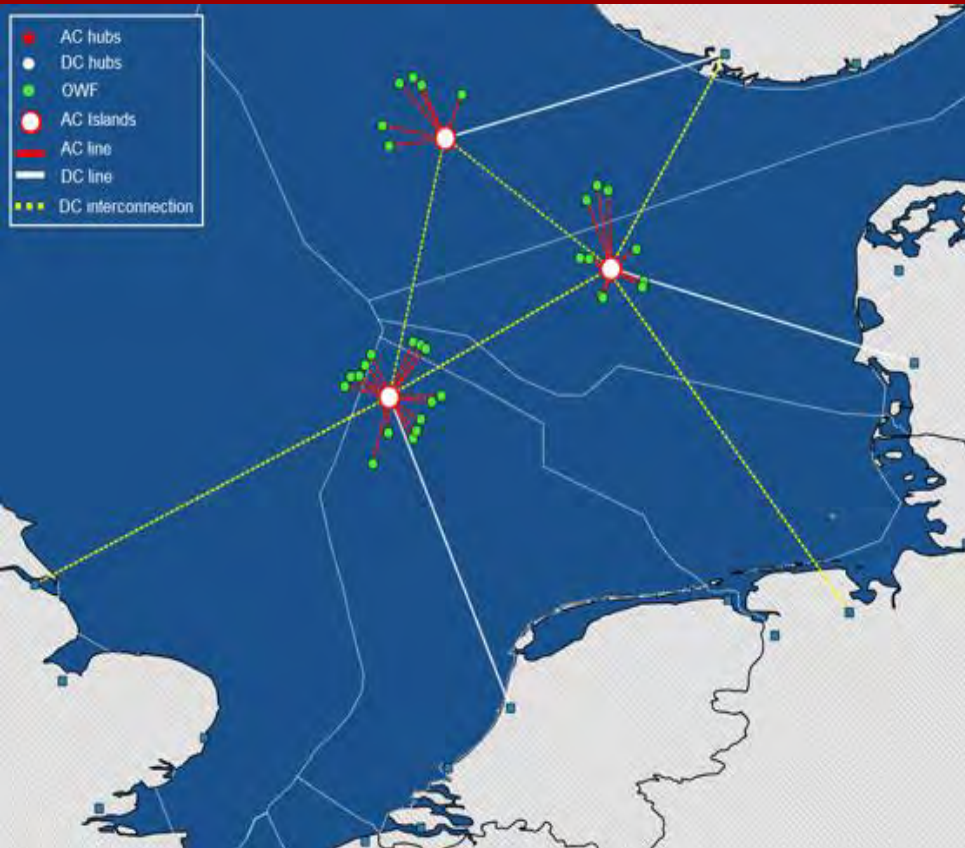 AC hubs
DC hubs
OWF
AC Islands
AC line
DC line
DC interconnection